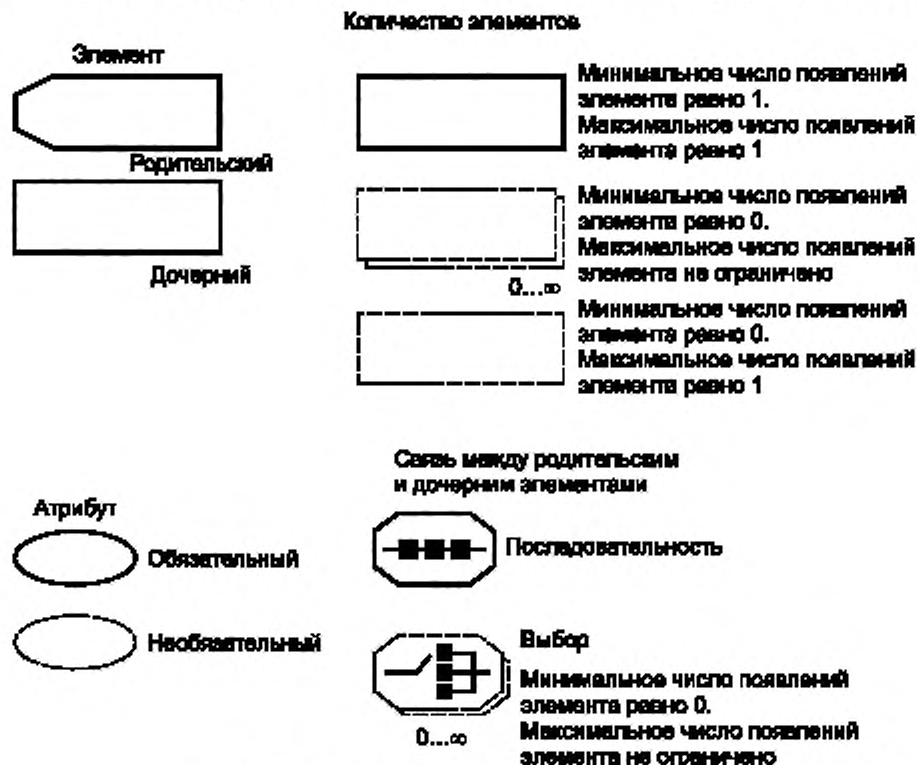 Количество элементов
Элемент
Родительский
Дочерний
Минимальное число появлений
элемента равно 1.
Максимальное число появлений
элемента равно 1
Минимальное число появлений
элемента равно 0.
Максимальное число появлений
элемента не ограничено
0...∞
Минимальное число появлений
элемента равно 0.
Максимальное число появлений
элемента равно 1
Атрибут
Обязательный
Необязательный
Связь между родительским
и дочерним элементами
Последовательность
Выбор
Минимальное число появлений
элемента равно 0.
Максимальное число появлений
элемента не ограничено
0...∞